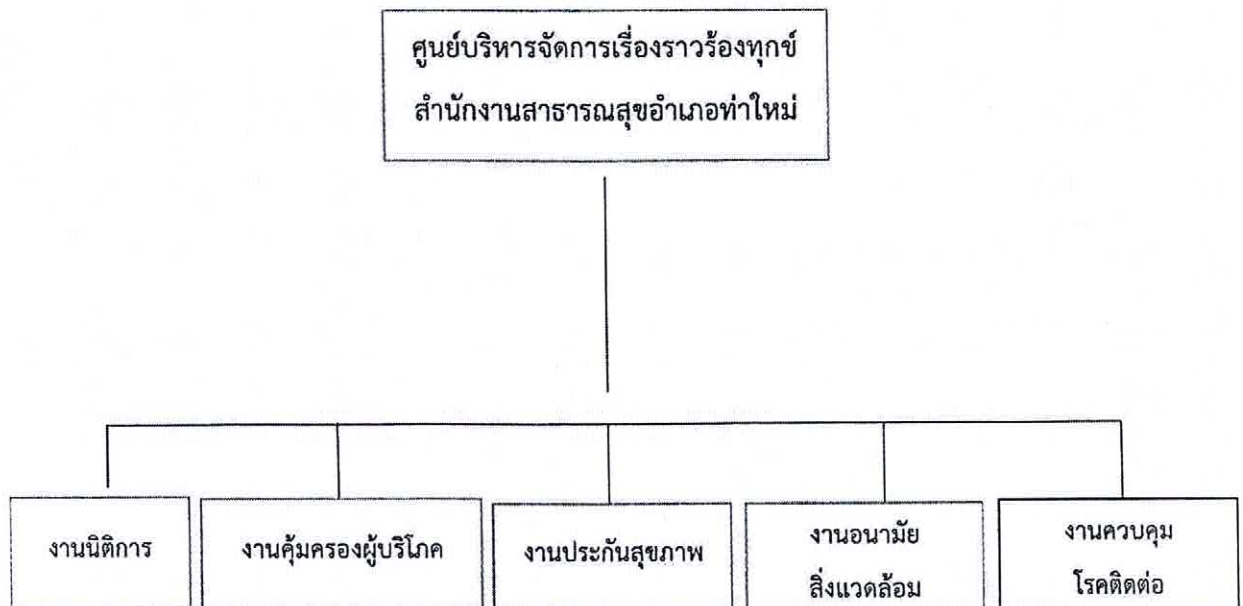 ศูนย์บริหารจัดการเรื่องราวร้องทุกข์
สำนักงานสาธารณสุขอำเภอท่าใหม่
งานนิติการ
งานคุ้มครองผู้บริโภค
งานประกันสุขภาพ
งานอนามัย
สิ่งแวดล้อม
งานควบคุม
โรคติดต่อ